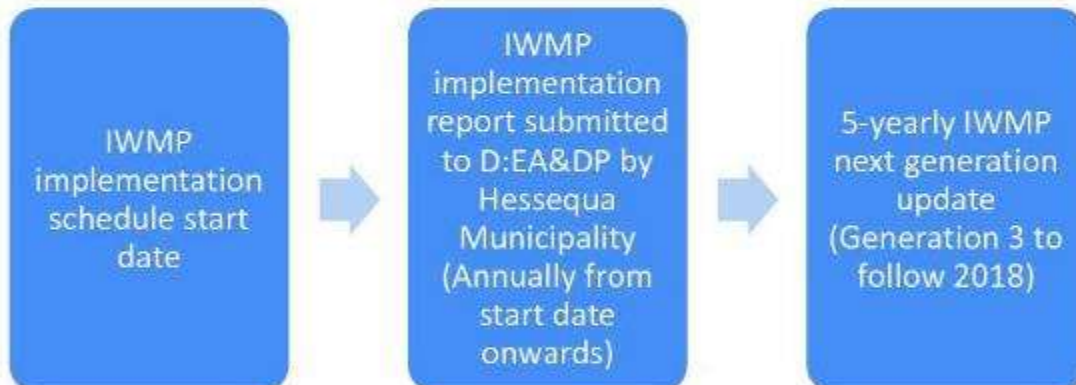 IWMP
implementation
schedule start
date
IWMP
implementation
report submitted
to D:EA&DP by
Hessequa
Municipality
(Annually from
start date
onwards)
5-yearly IWMP
next generation
update
(Generation 3 to
follow 2018)